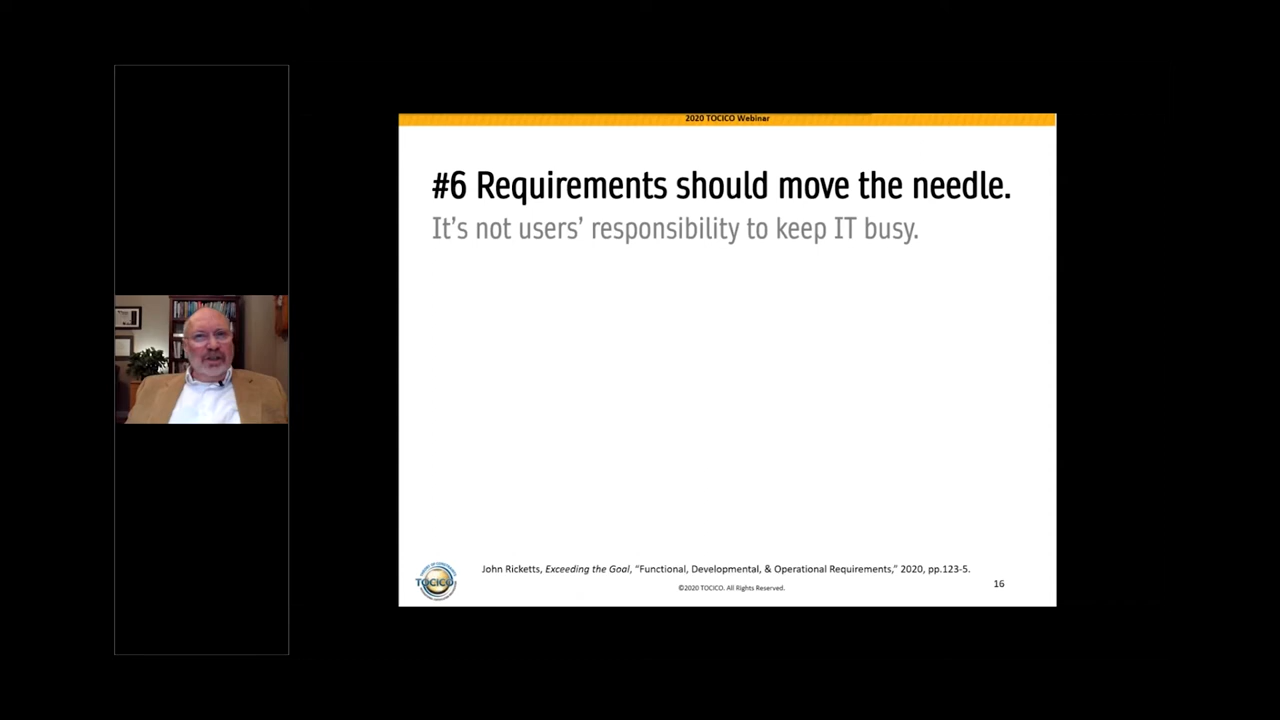 2020 TOCICO Webinar
#6 Requirements should move the needle.
It's not users' responsibility to keep IT busy.
John Ricketts, Exceeding the Goal, “Functional, Developmental, & Operational Requirements,” 2020, pp.123-5.
TOCICO
©2020 TOCICO. All Rights Reserved.
16